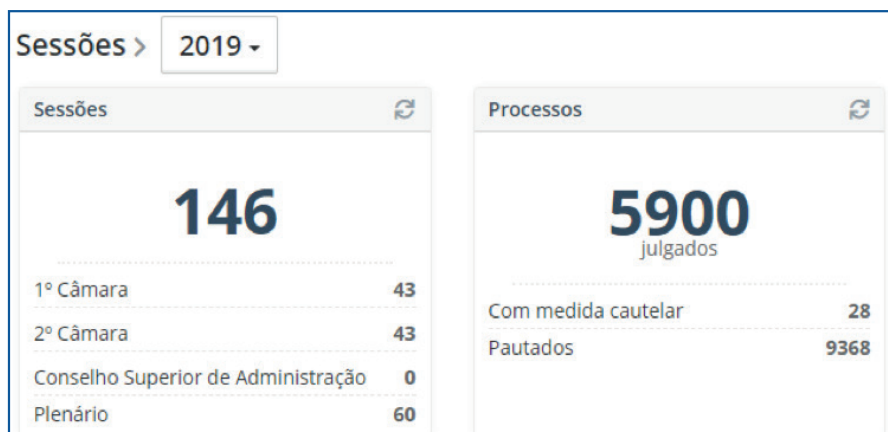 Sessões > 2019
Sessões
146
1º Câmara 43
2º Câmara 43
Conselho Superior de Administração 0
Plenário 60
Processos
5900
julgados
Com medida cautelar 28
Pautados 9368